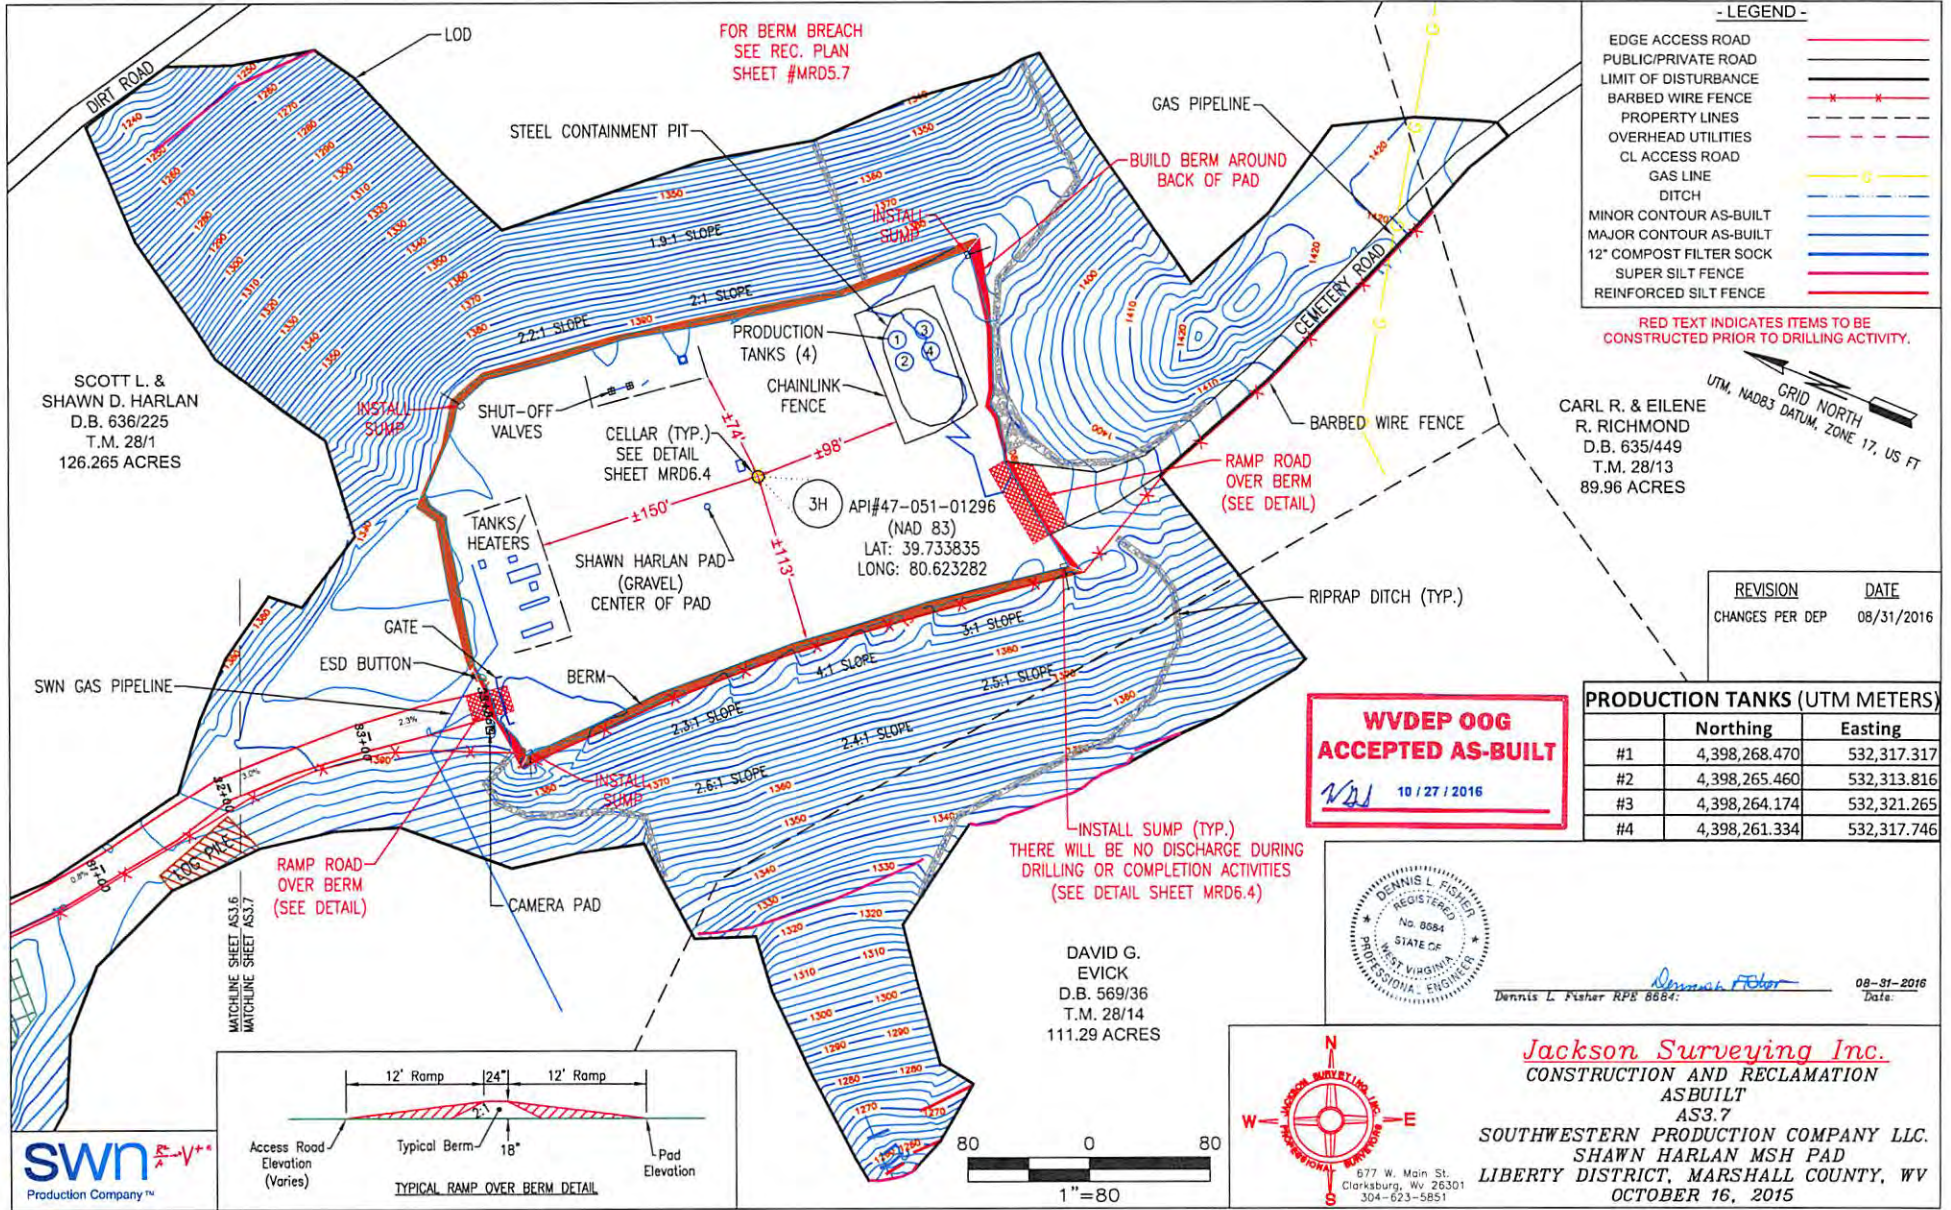 LOD
DIRT ROAD
FOR BERM BREACH
SEE REC. PLAN
SHEET #MRD5.7
STEEL CONTAINMENT PIT
GAS PIPELINE
BUILD BERM AROUND
BACK OF PAD
INSTALL
SUMP
1.9:1 SLOPE
2:1 SLOPE
2.2:1 SLOPE
PRODUCTION
TANKS (4)
1
2
3
4
CHAINLINK
FENCE
CEMETERY ROAD
BARBED WIRE FENCE
SCOTT L. &
SHAWN D. HARLAN
D.B. 636/225
T.M. 28/1
126.265 ACRES
INSTALL
SUMP
SHUT-OFF
VALVES
CELLAR (TYP.)
SEE DETAIL
SHEET MRD6.4
±74'
±98'
±150'
±113'
3H
API#47-051-01296
(NAD 83)
LAT: 39.733835
LONG: 80.623282
TANKS/
HEATERS
SHAWN HARLAN PAD
(GRAVEL)
CENTER OF PAD
RAMP ROAD
OVER BERM
(SEE DETAIL)
RIPRAP DITCH (TYP.)
GATE
ESD BUTTON
BERM
SWN GAS PIPELINE
3:1 SLOPE
4:1 SLOPE
2.5:1 SLOPE
2.3:1 SLOPE
2.4:1 SLOPE
2.6:1 SLOPE
INSTALL
SUMP
2.3%
33+00
3.0%
32+00
31+00
0.8%
LOG PILE
RAMP ROAD
OVER BERM
(SEE DETAIL)
CAMERA PAD
MATCHLINE SHEET AS3.6
MATCHLINE SHEET AS3.7
INSTALL SUMP (TYP.)
THERE WILL BE NO DISCHARGE DURING
DRILLING OR COMPLETION ACTIVITIES
(SEE DETAIL SHEET MRD6.4)
DAVID G.
EVICK
D.B. 569/36
T.M. 28/14
111.29 ACRES
- LEGEND -
EDGE ACCESS ROAD
PUBLIC/PRIVATE ROAD
LIMIT OF DISTURBANCE
BARBED WIRE FENCE
PROPERTY LINES
OVERHEAD UTILITIES
CL ACCESS ROAD
GAS LINE
DITCH
MINOR CONTOUR AS-BUILT
MAJOR CONTOUR AS-BUILT
12" COMPOST FILTER SOCK
SUPER SILT FENCE
REINFORCED SILT FENCE
RED TEXT INDICATES ITEMS TO BE
CONSTRUCTED PRIOR TO DRILLING ACTIVITY.
GRID NORTH
UTM, NAD83 DATUM, ZONE 17, US FT
CARL R. & EILENE
R. RICHMOND
D.B. 635/449
T.M. 28/13
89.96 ACRES
REVISION DATE
CHANGES PER DEP 08/31/2016
WVDEP OOG
ACCEPTED AS-BUILT
10 / 27 / 2016
PRODUCTION TANKS (UTM METERS)
Northing Easting
#1 4,398,268.470 532,317.317
#2 4,398,265.460 532,313.816
#3 4,398,264.174 532,321.265
#4 4,398,261.334 532,317.746
DENNIS L. FISHER
REGISTERED
No. 8684
STATE OF
WEST VIRGINIA
PROFESSIONAL ENGINEER
Dennis L. Fisher RPE 8684:
08-31-2016
Date:
12' Ramp 24" 12' Ramp
2:1
Access Road
Elevation
(Varies)
Typical Berm
18"
Pad
Elevation
TYPICAL RAMP OVER BERM DETAIL
SWN
R²/A→V+®
Production Company™
80 0 80
1"=80
N
W
E
S
JACKSON SURVEYING, INC.
PROFESSIONAL SURVEYORS
677 W. Main St.
Clarksburg, Wv 26301
304-623-5851
Jackson Surveying Inc.
CONSTRUCTION AND RECLAMATION
ASBUILT
AS3.7
SOUTHWESTERN PRODUCTION COMPANY LLC.
SHAWN HARLAN MSH PAD
LIBERTY DISTRICT, MARSHALL COUNTY, WV
OCTOBER 16, 2015